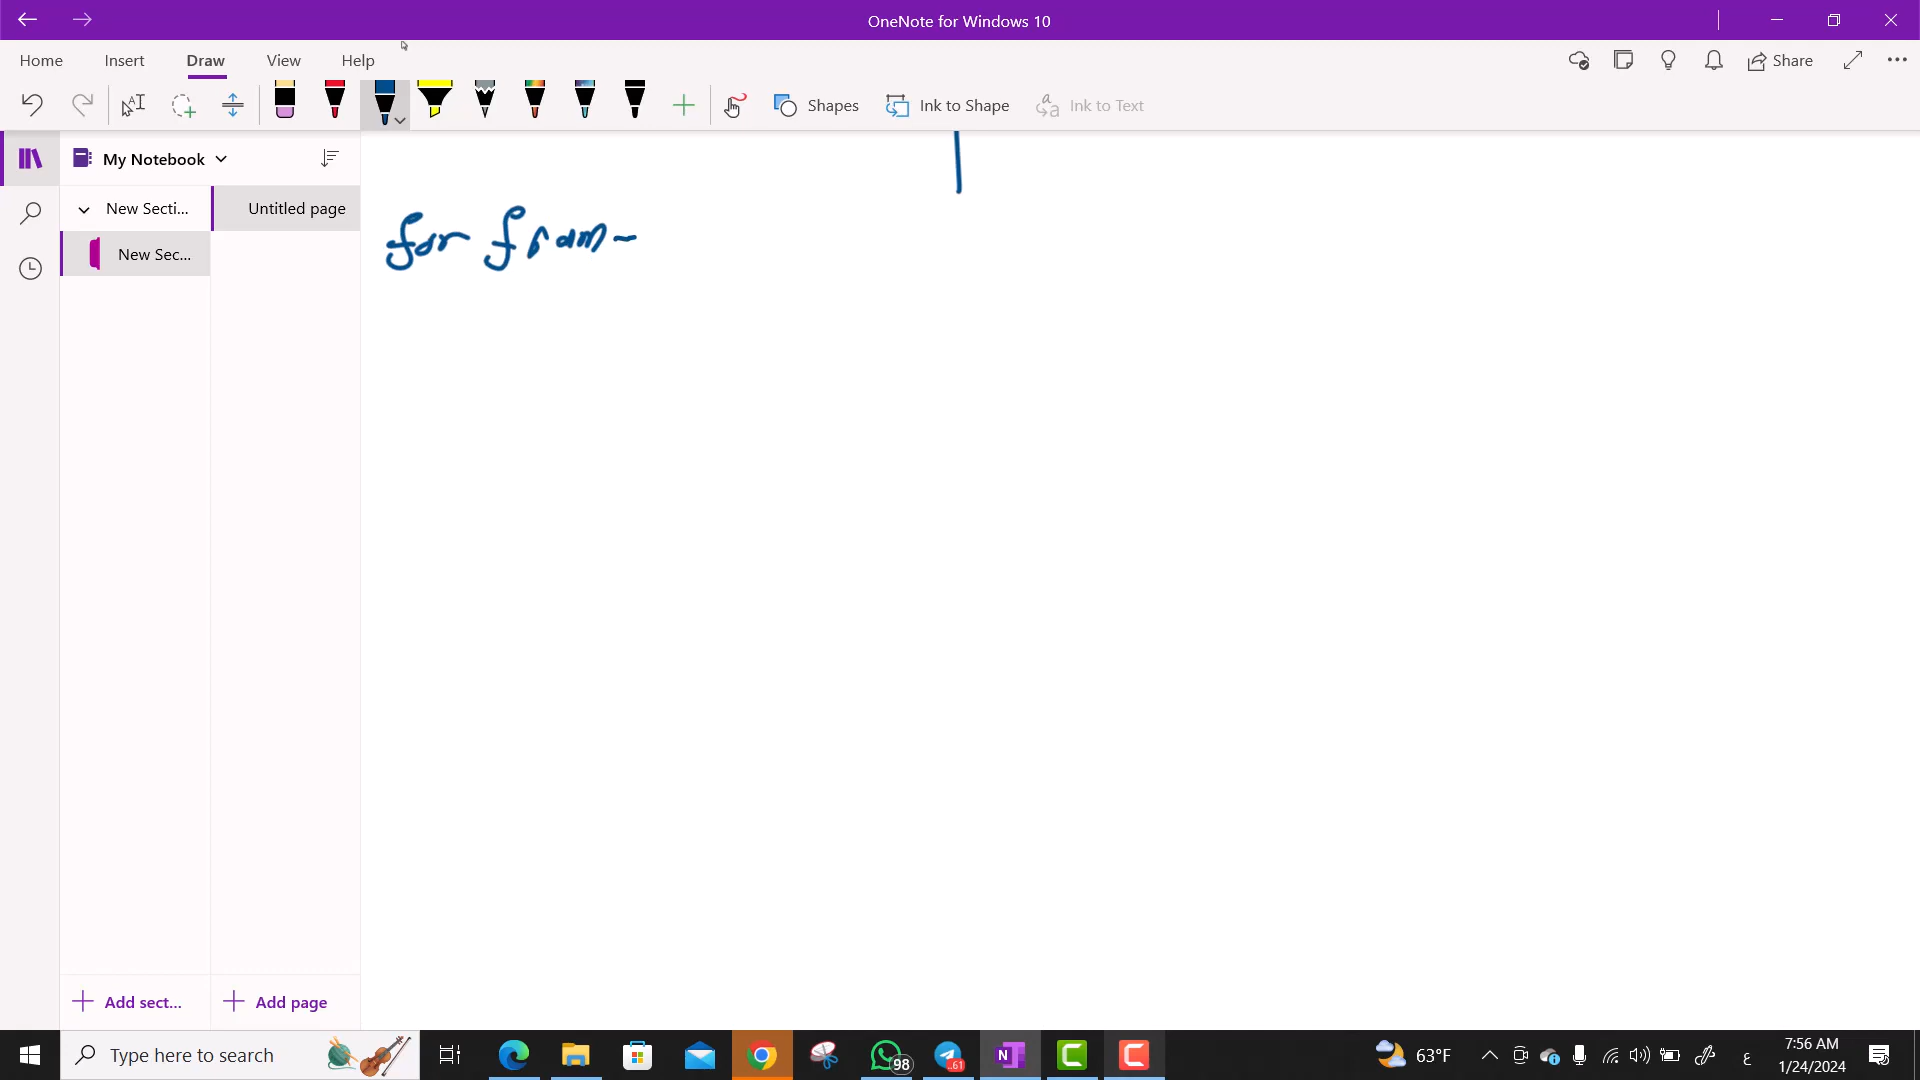 OneNote for Windows 10
Home Insert Draw View Help
Share
Shapes Ink to Shape Ink to Text
My Notebook
New Secti... Untitled page
New Sec...
for fram-
Add sect... Add page
Type here to search
98
61
63°F
ع
7:56 AM
1/24/2024